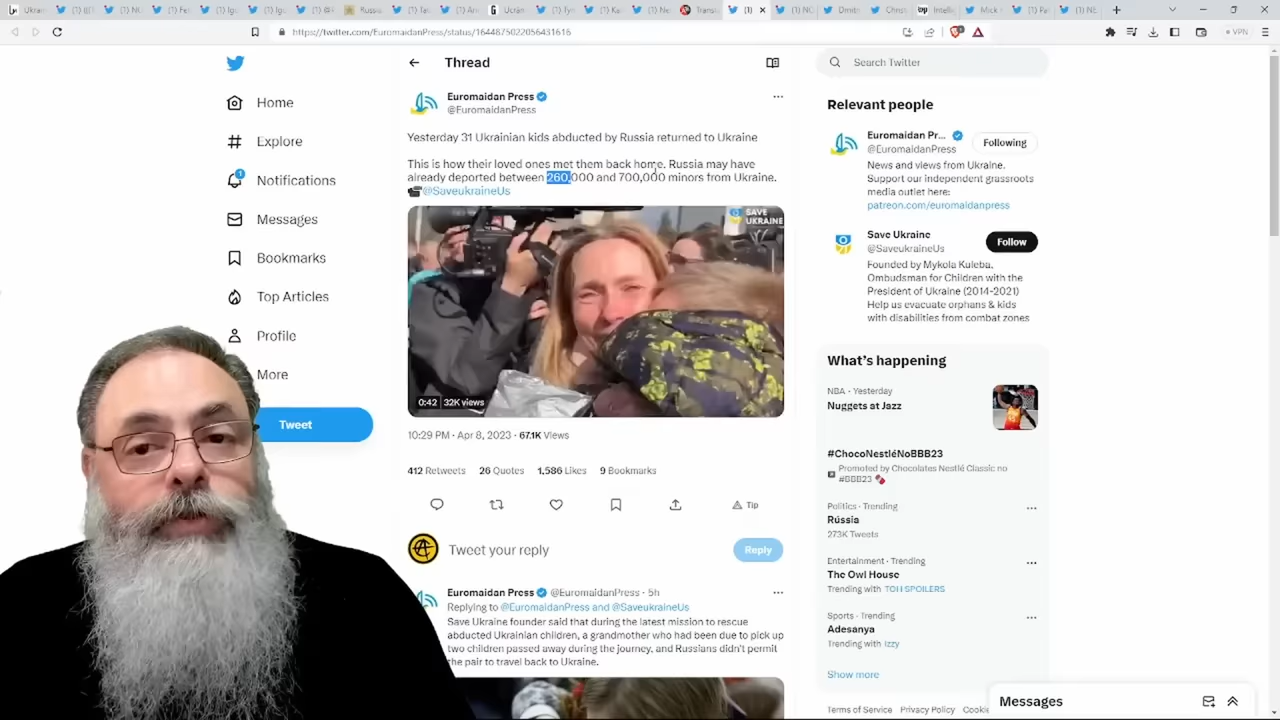 (1)
https://twitter.com/EuromaidanPress/status/1644875022056431616
VPN
Home
Explore
1
Notifications
Messages
Bookmarks
Top Articles
Profile
More
Tweet
Thread
Euromaidan Press
@EuromaidanPress
Yesterday 31 Ukrainian kids abducted by Russia returned to Ukraine
This is how their loved ones met them back home. Russia may have
already deported between 260,000 and 700,000 minors from Ukraine.
@SaveukraineUs
SAVE
UKRAINE
0:42 32K views
10:29 PM · Apr 8, 2023 · 67.1K Views
412 Retweets 26 Quotes 1,586 Likes 9 Bookmarks
Tip
Tweet your reply
Reply
Euromaidan Press @EuromaidanPress · 5h
Replying to @EuromaidanPress and @SaveukraineUs
Save Ukraine founder said that during the latest mission to rescue
abducted Ukrainian children, a grandmother who had been due to pick up
two children passed away during the journey, and Russians didn't permit
the pair to travel back to Ukraine.
Search Twitter
Relevant people
Euromaidan Pr...
@EuromaidanPress
Following
News and views from Ukraine.
Support our independent grassroots
media outlet here:
patreon.com/euromaidanpress
Save Ukraine
@SaveukraineUs
Follow
Founded by Mykola Kuleba,
Ombudsman for Children with the
President of Ukraine (2014-2021)
Help us evacuate orphans & kids
with disabilities from combat zones
What's happening
NBA · Yesterday
Nuggets at Jazz
#ChocoNestléNoBBB23
Promoted by Chocolates Nestlé Classic no
#BBB23
Politics · Trending
Rússia
273K Tweets
Entertainment · Trending
The Owl House
Trending with TOH SPOILERS
Sports · Trending
Adesanya
Trending with Izzy
Show more
Terms of Service Privacy Policy
Messages